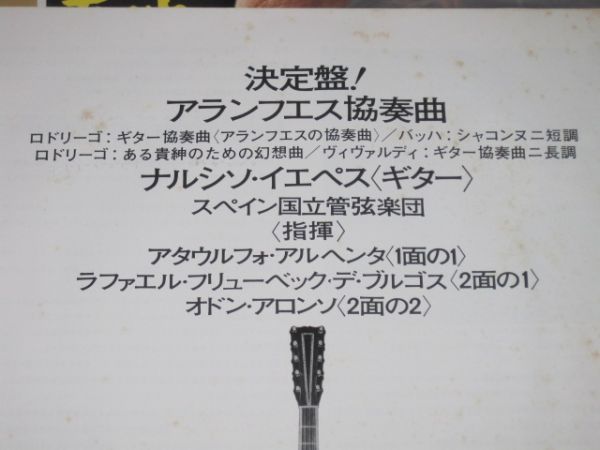 決定盤!
アランフエス協奏曲
ロドリーゴ:ギター協奏曲〈アランフエスの協奏曲〉/バッハ:シャコンヌニ短調
ロドリーゴ:ある貴紳のための幻想曲/ヴィヴァルディ:ギター協奏曲ニ長調
ナルシソ・イエペス〈ギター〉
スペイン国立管弦楽団
〈指揮〉
アタウルフォ・アルヘンタ〈1面の1〉
ラファエル・フリューベック・デ・ブルゴス〈2面の1〉
オドン・アロンソ〈2面の2〉